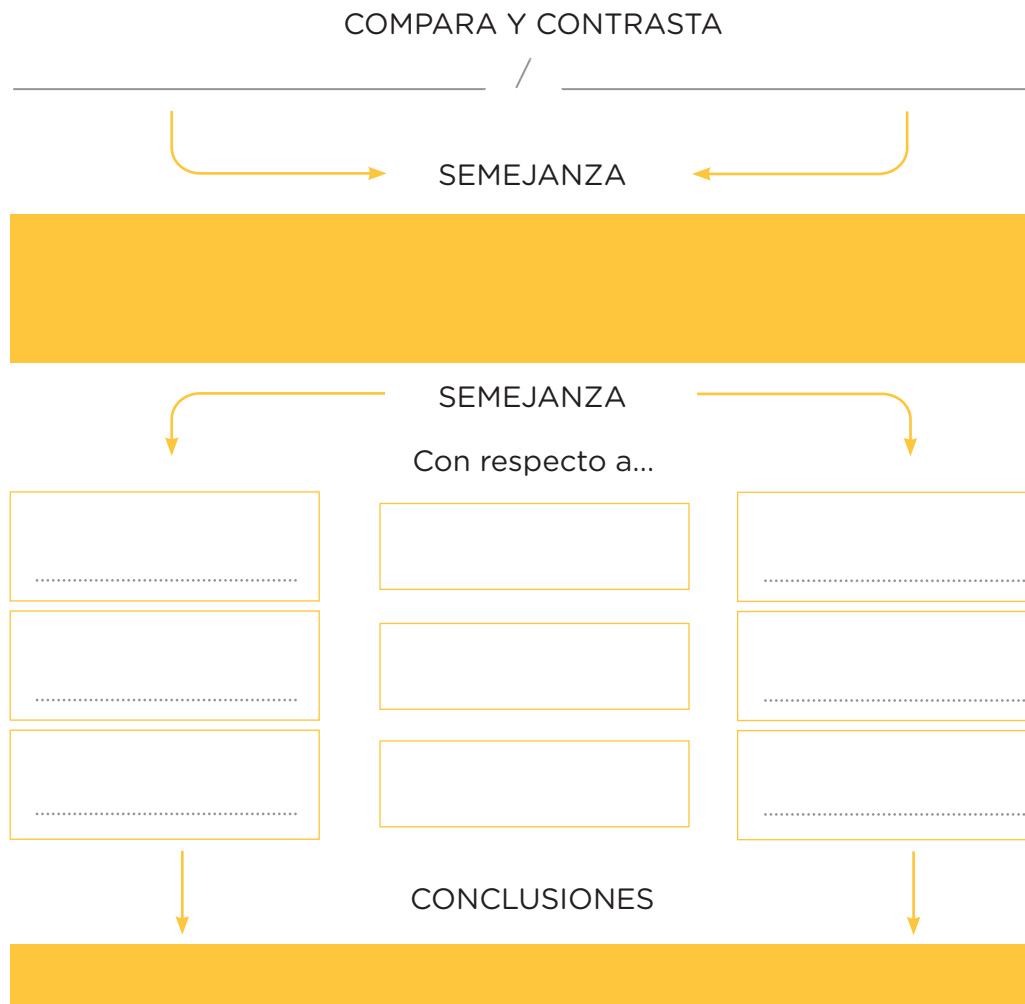 COMPARA Y CONTRASTA
/
SEMEJANZA
SEMEJANZA
Con respecto a...
CONCLUSIONES